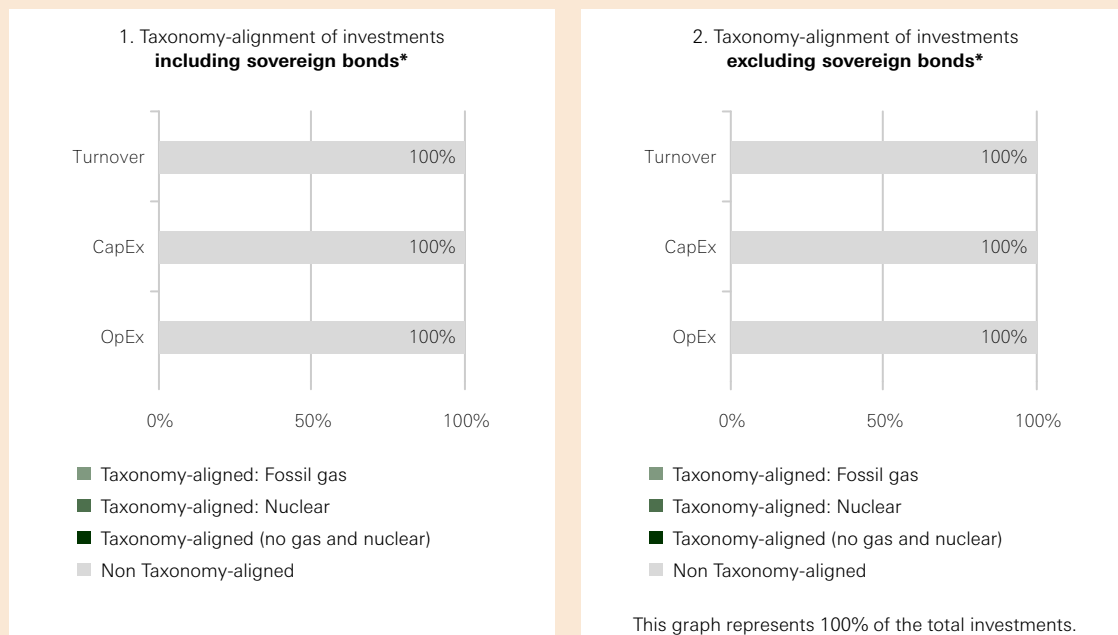 1. Taxonomy-alignment of investments
including sovereign bonds*
Turnover
100%
CapEx
100%
OpEx
100%
0%
50%
100%
Taxonomy-aligned: Fossil gas
Taxonomy-aligned: Nuclear
Taxonomy-aligned (no gas and nuclear)
Non Taxonomy-aligned
2. Taxonomy-alignment of investments
excluding sovereign bonds*
Turnover
100%
CapEx
100%
OpEx
100%
0%
50%
100%
Taxonomy-aligned: Fossil gas
Taxonomy-aligned: Nuclear
Taxonomy-aligned (no gas and nuclear)
Non Taxonomy-aligned
This graph represents 100% of the total investments.